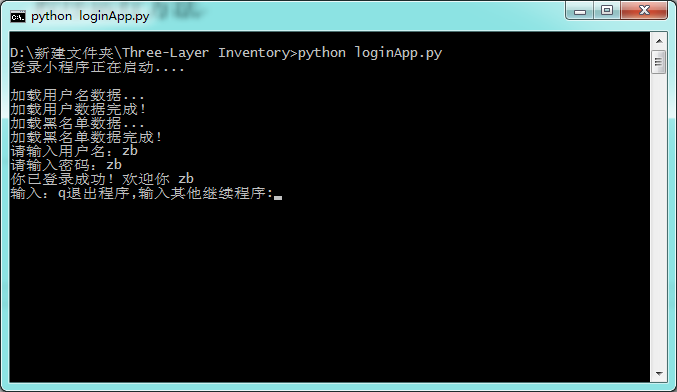 python loginApp.py
D:\新建文件夹\Three-Layer Inventory>python loginApp.py
登录小程序正在启动....
加载用户名数据...
加载用户数据完成！
加载黑名单数据...
加载黑名单数据完成！
请输入用户名：zb
请输入密码：zb
你已登录成功！欢迎你 zb
输入：q退出程序,输入其他继续程序: